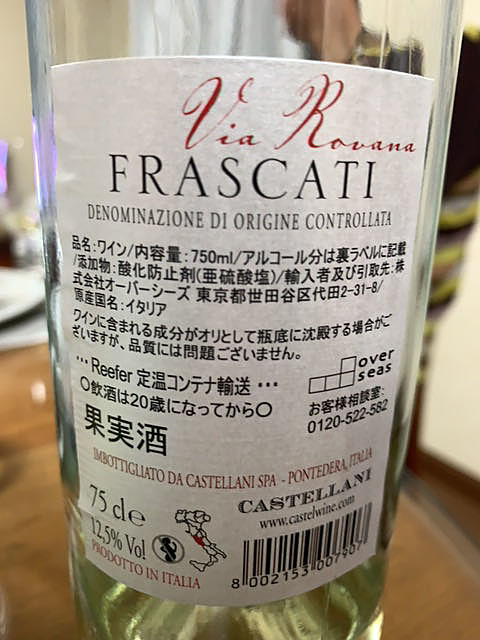 Via Rovana
FRASCATI
DENOMINAZIONE DI ORIGINE CONTROLLATA
品名:ワイン/内容量:750ml/アルコール分は裏ラベルに記載
/添加物:酸化防止剤(亜硫酸塩)/輸入者及び引取先:株
式会社オーバーシーズ 東京都世田谷区代田2-31-8/
原産国名:イタリア
ワインに含まれる成分がオリとして瓶底に沈殿する場合がご
ざいますが、品質には問題ございません。
… Reefer 定温コンテナ輸送 …
○飲酒は20歳になってから○
果実酒
over
seas
お客様相談室:
0120-522-582
IMBOTTIGLIATO DA CASTELLANI SPA - PONTEDERA, ITALIA
75 cl e
12,5% Vol
PRODOTTO IN ITALIA
CASTELLANI
www.castelwine.com
8 002153 007907